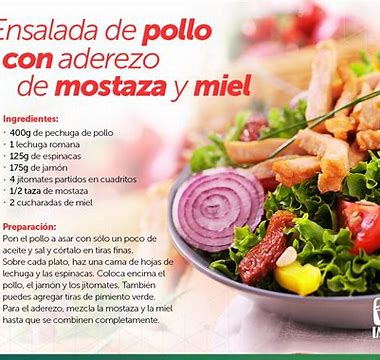 Ensalada de pollo
con aderezo
de mostaza y miel
Ingredientes:
• 400g de pechuga de pollo
• 1 lechuga romana
• 125g de espinacas
• 175g de jamón
• 4 jitomates partidos en cuadritos
• 1/2 taza de mostaza
• 2 cucharadas de miel
Preparación:
Pon el pollo a asar con sólo un poco de
aceite y sal y córtalo en tiras finas.
Sobre cada plato, haz una cama de hojas de
lechuga y las espinacas. Coloca encima el
pollo, el jamón y los jitomates. También
puedes agregar tiras de pimiento verde.
Para el aderezo, mezcla la mostaza y la miel
hasta que se combinen completamente.